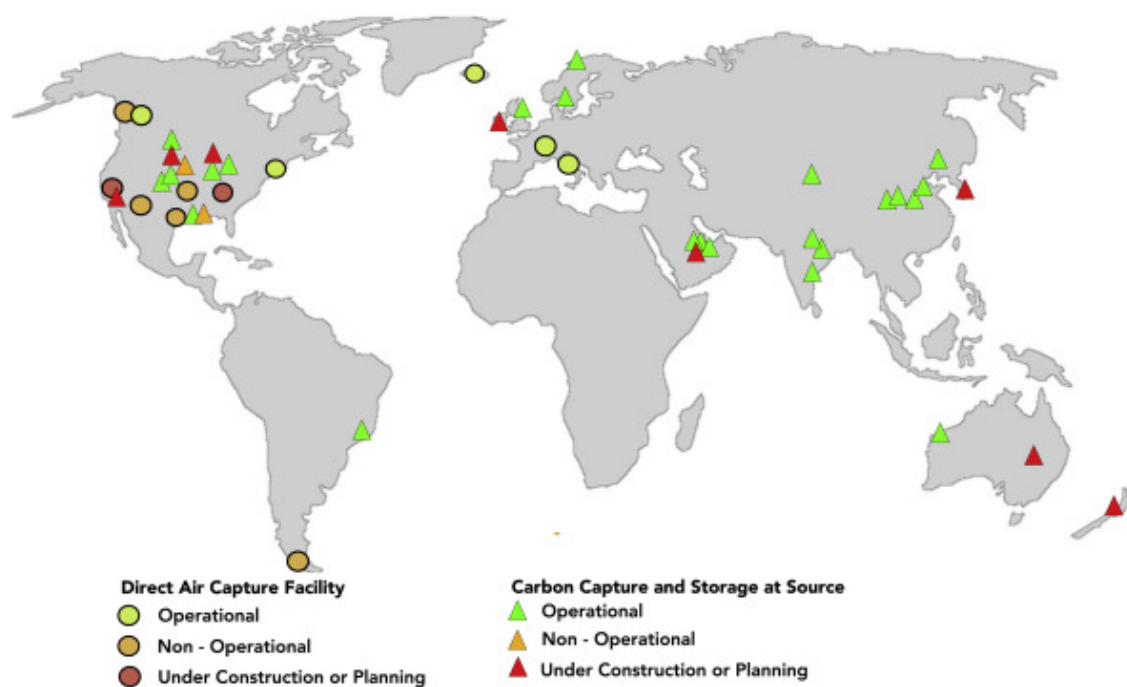 Direct Air Capture Facility
Operational
Non - Operational
Under Construction or Planning
Carbon Capture and Storage at Source
Operational
Non - Operational
Under Construction or Planning